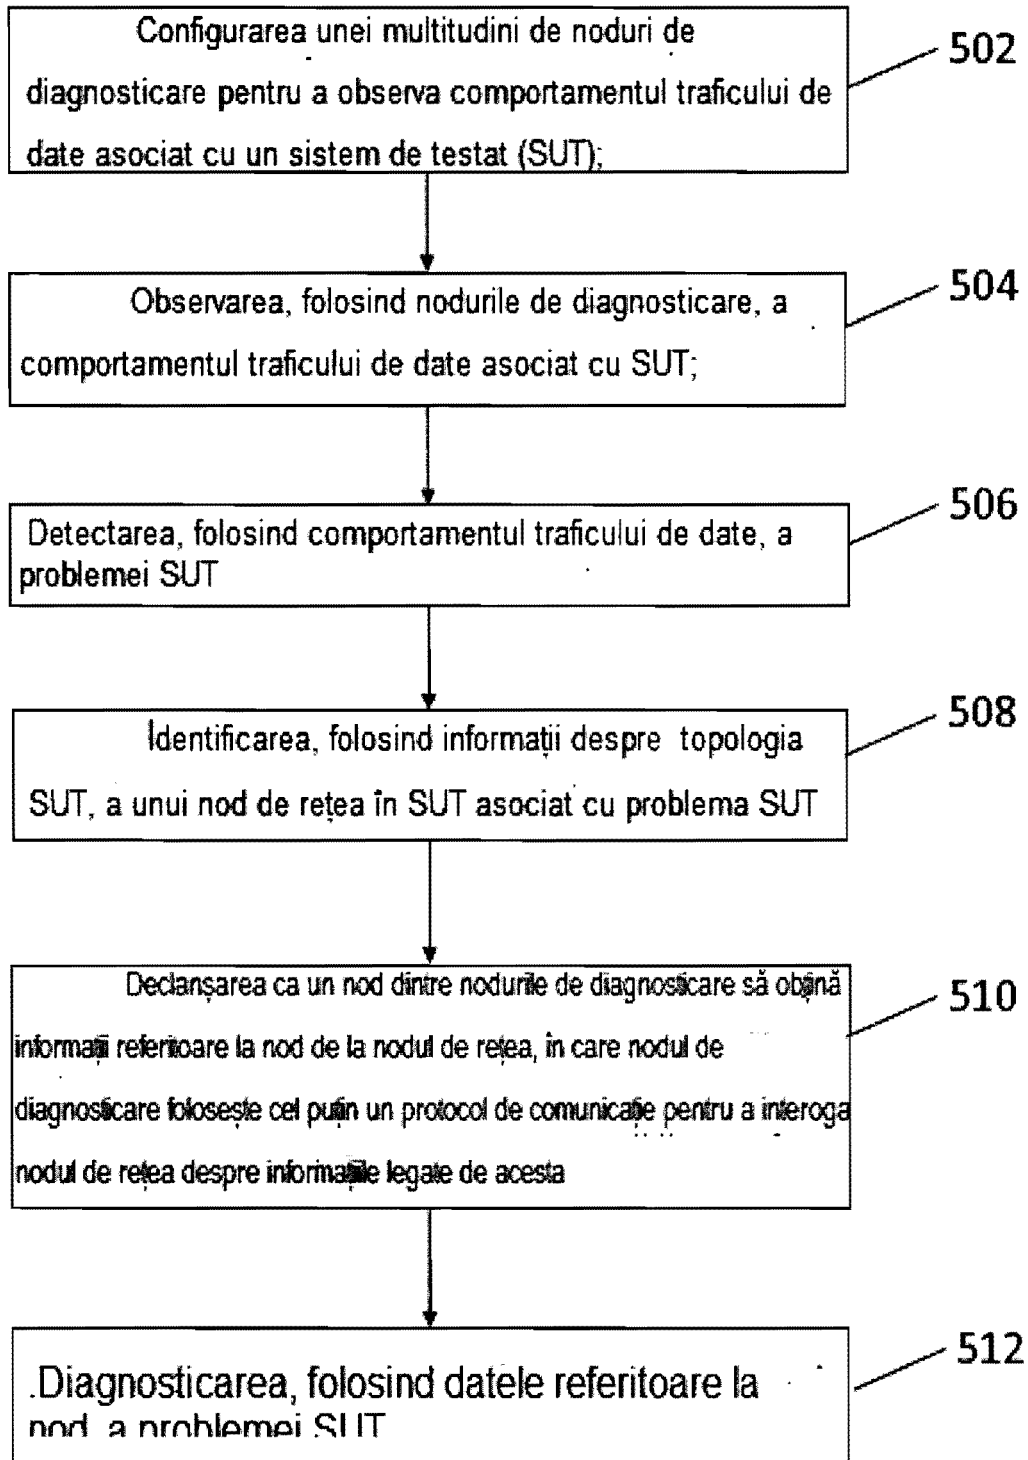 Configurarea unei multitudini de noduri de
502
diagnosticare pentru a observa comportamentul traficului de
date asociat cu un sistem de testat (SUT);
504
Observarea, folosind nodurile de diagnosticare, a
comportamentul traficului de date asociat cu SUT;
506
Detectarea, folosind comportamentul traficului de date, a
problemei SUT
508
Identificarea, folosind informații despre topologia
SUT, a unui nod de rețea în SUT asociat cu problema SUT
Declanșarea ca un nod dintre nodurile de diagnosticare să obțină
510
informații referitoare la nod de la nodul de rețea, în care nodul de
diagnosticare folosește cel puțin un protocol de comunicație pentru a interoga
nodul de rețea despre informațiile legate de acesta
512
.Diagnosticarea, folosind datele referitoare la
nod, a problemei SUT